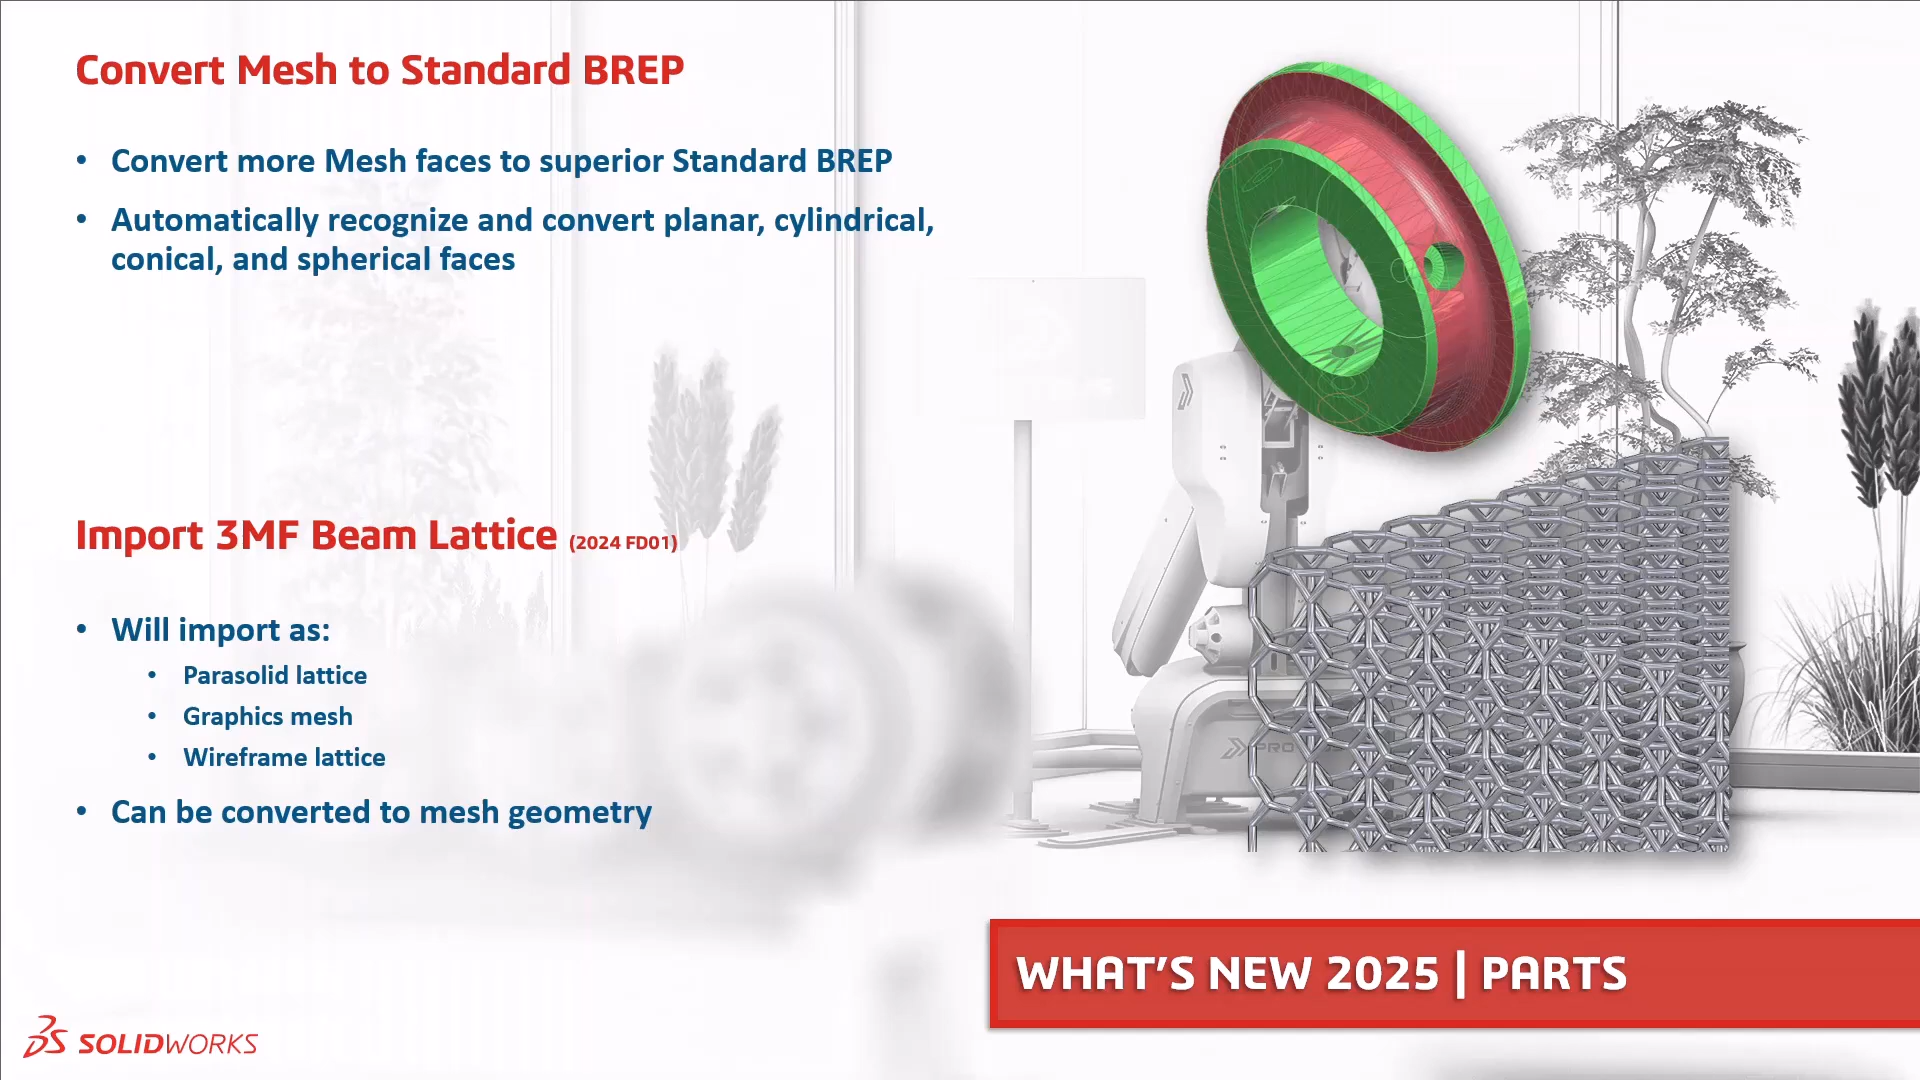 Convert Mesh to Standard BREP
• Convert more Mesh faces to superior Standard BREP
• Automatically recognize and convert planar, cylindrical,
conical, and spherical faces
Import 3MF Beam Lattice (2024 FD01)
• Will import as:
• Parasolid lattice
• Graphics mesh
• Wireframe lattice
• Can be converted to mesh geometry
WHAT'S NEW 2025 | PARTS
SOLIDWORKS